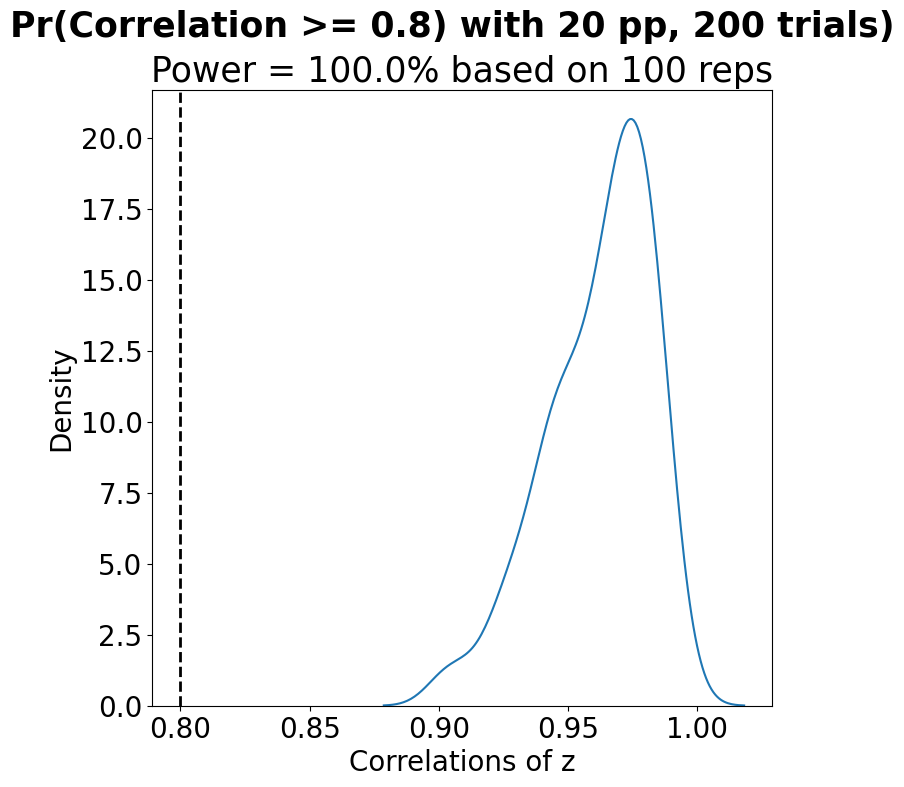 Pr(Correlation >= 0.8) with 20 pp, 200 trials)
Power = 100.0% based on 100 reps
20.0
17.5
15.0
12.5
10.0
7.5
5.0
2.5
0.0
Density
0.80 0.85 0.90 0.95 1.00
Correlations of z